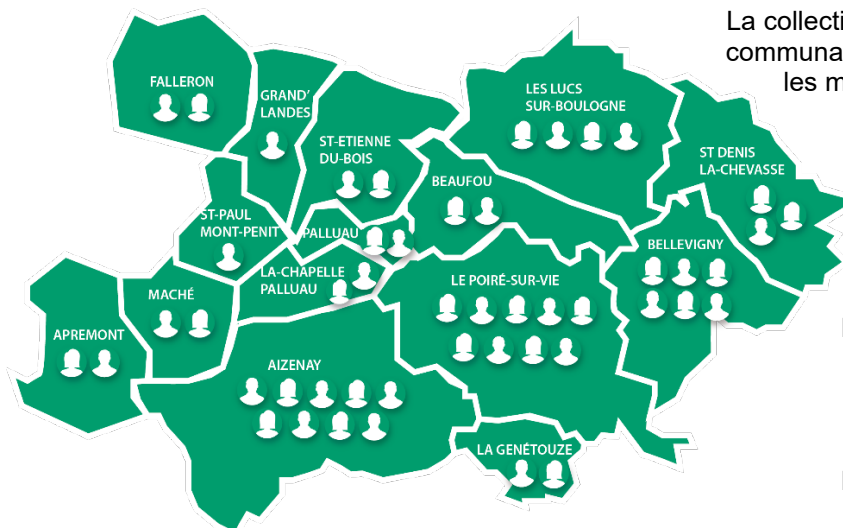 La collecti
communa
les m
FALLERON
GRAND'
LANDES
ST-ETIENNE
DU-BOIS
LES LUCS
SUR-BOULOGNE
ST DENIS
LA-CHEVASSE
BEAUFOU
ST-PAUL
MONT-PENIT
PALLUAU
BELLEVIGNY
LA-CHAPELLE
PALLUAU
LE POIRÉ-SUR-VIE
MACHÉ
APREMONT
AIZENAY
LA GENÉTOUZE